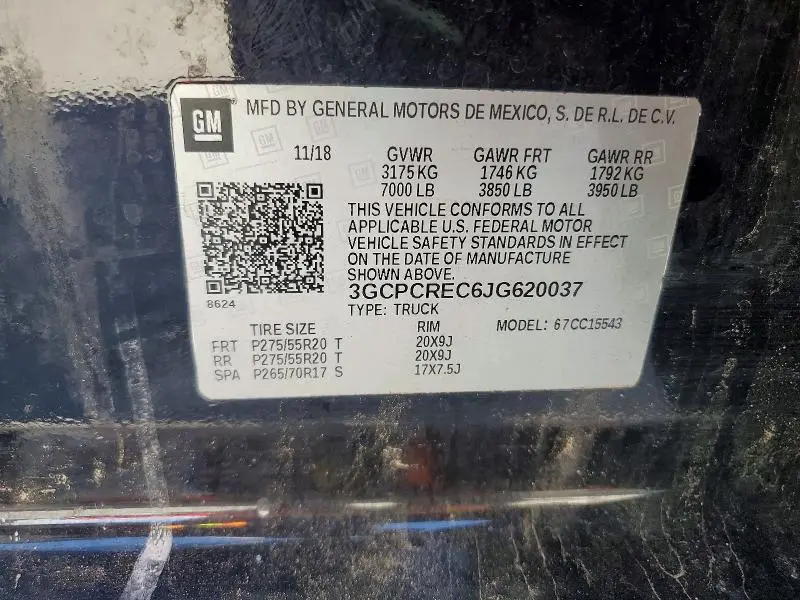 GM
MFD BY GENERAL MOTORS DE MEXICO, S. DE R.L. DE C.V.
11/18 GVWR GAWR FRT GAWR RR
3175 KG 1746 KG 1792 KG
7000 LB 3850 LB 3950 LB
THIS VEHICLE CONFORMS TO ALL
APPLICABLE U.S. FEDERAL MOTOR
VEHICLE SAFETY STANDARDS IN EFFECT
ON THE DATE OF MANUFACTURE
SHOWN ABOVE.
8624
3GCPCREC6JG620037
TYPE: TRUCK
TIRE SIZE RIM MODEL: 67CC15543
FRT P275/55R20 T 20X9J
RR P275/55R20 T 20X9J
SPA P265/70R17 S 17X7.5J